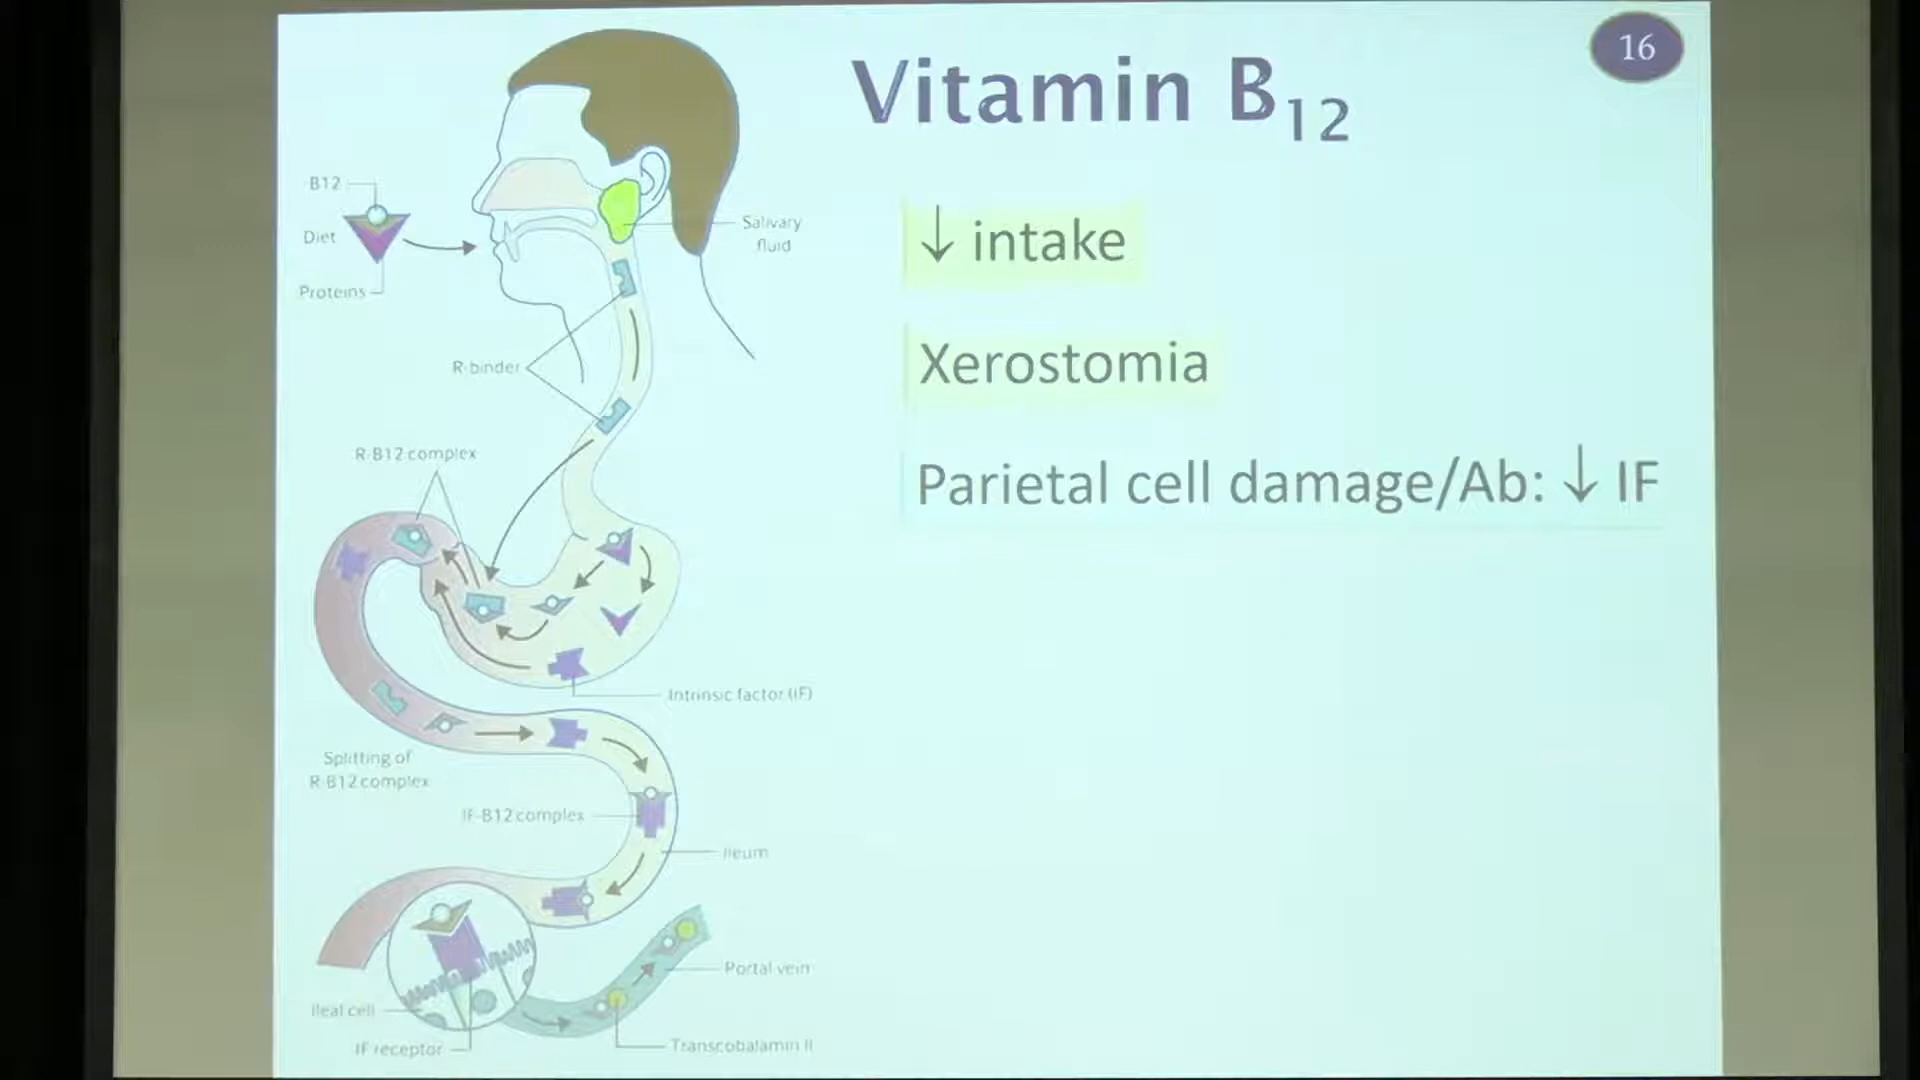 16
Vitamin B₁₂
↓ intake
Xerostomia
Parietal cell damage/Ab: ↓ IF
B12
Diet
Proteins
Salivary
fluid
R-binder
R-B12 complex
Intrinsic factor (IF)
Splitting of
R-B12 complex
IF-B12 complex
Ileum
Portal vein
Ileal cell
IF receptor
Transcobalamin II